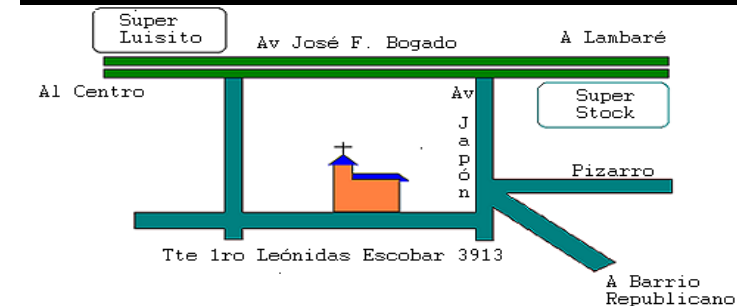 Super
Luisito
Av José F. Bogado
A Lambaré
Al Centro
Av
Japón
Super
Stock
Pizarro
Tte 1ro Leónidas Escobar 3913
A Barrio
Republicano